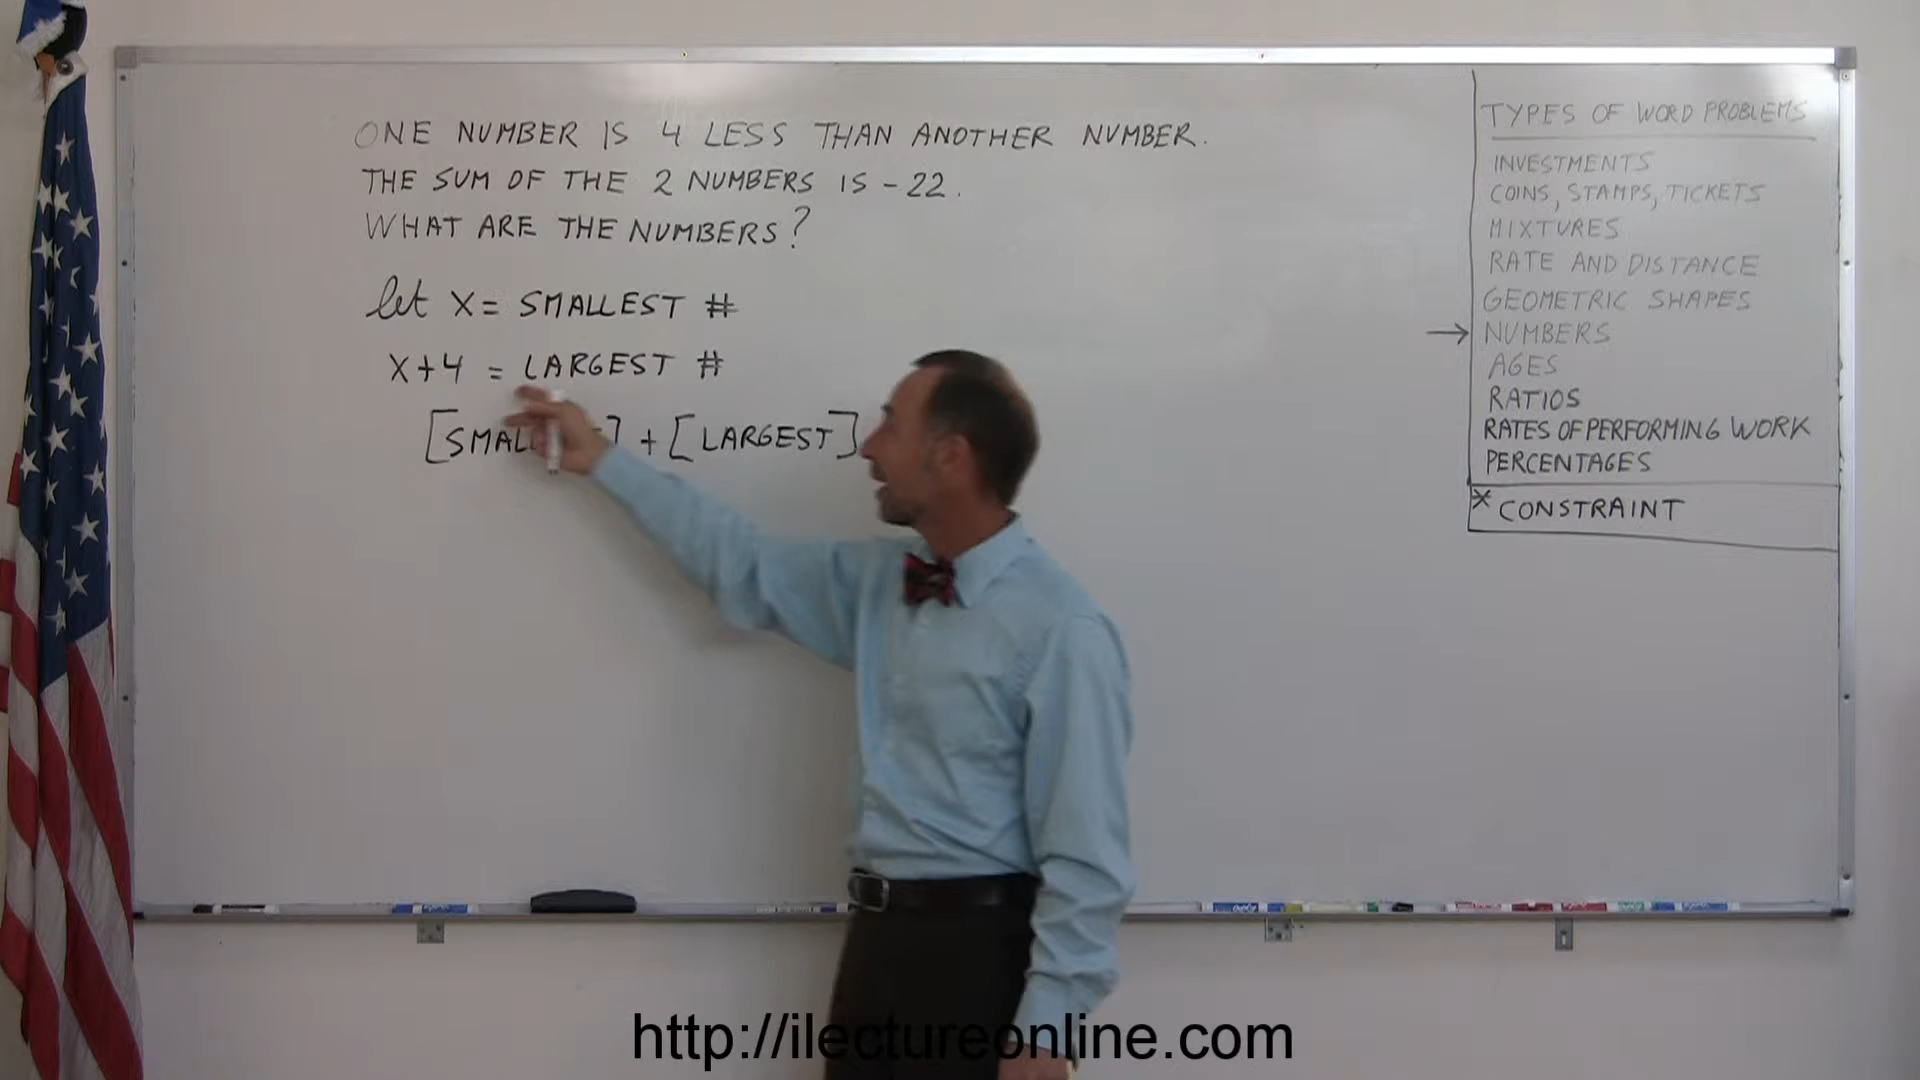 ONE NUMBER IS 4 LESS THAN ANOTHER NUMBER.
THE SUM OF THE 2 NUMBERS IS -22.
WHAT ARE THE NUMBERS?
let X = SMALLEST #
X+4 = LARGEST #
[SMAL ] + [LARGEST]
TYPES OF WORD PROBLEMS
INVESTMENTS
COINS, STAMPS, TICKETS
MIXTURES
RATE AND DISTANCE
GEOMETRIC SHAPES
→ NUMBERS
AGES
RATIOS
RATES OF PERFORMING WORK
PERCENTAGES
* CONSTRAINT
http://ilectureonline.com